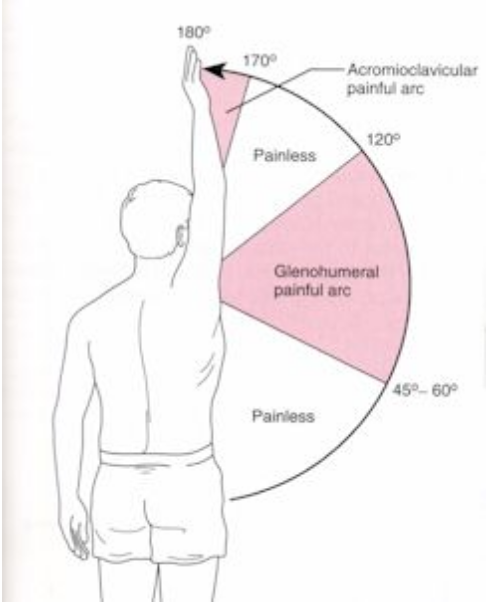 180º
170º
Acromioclavicular
painful arc
120º
Painless
Glenohumeral
painful arc
45º– 60º
Painless